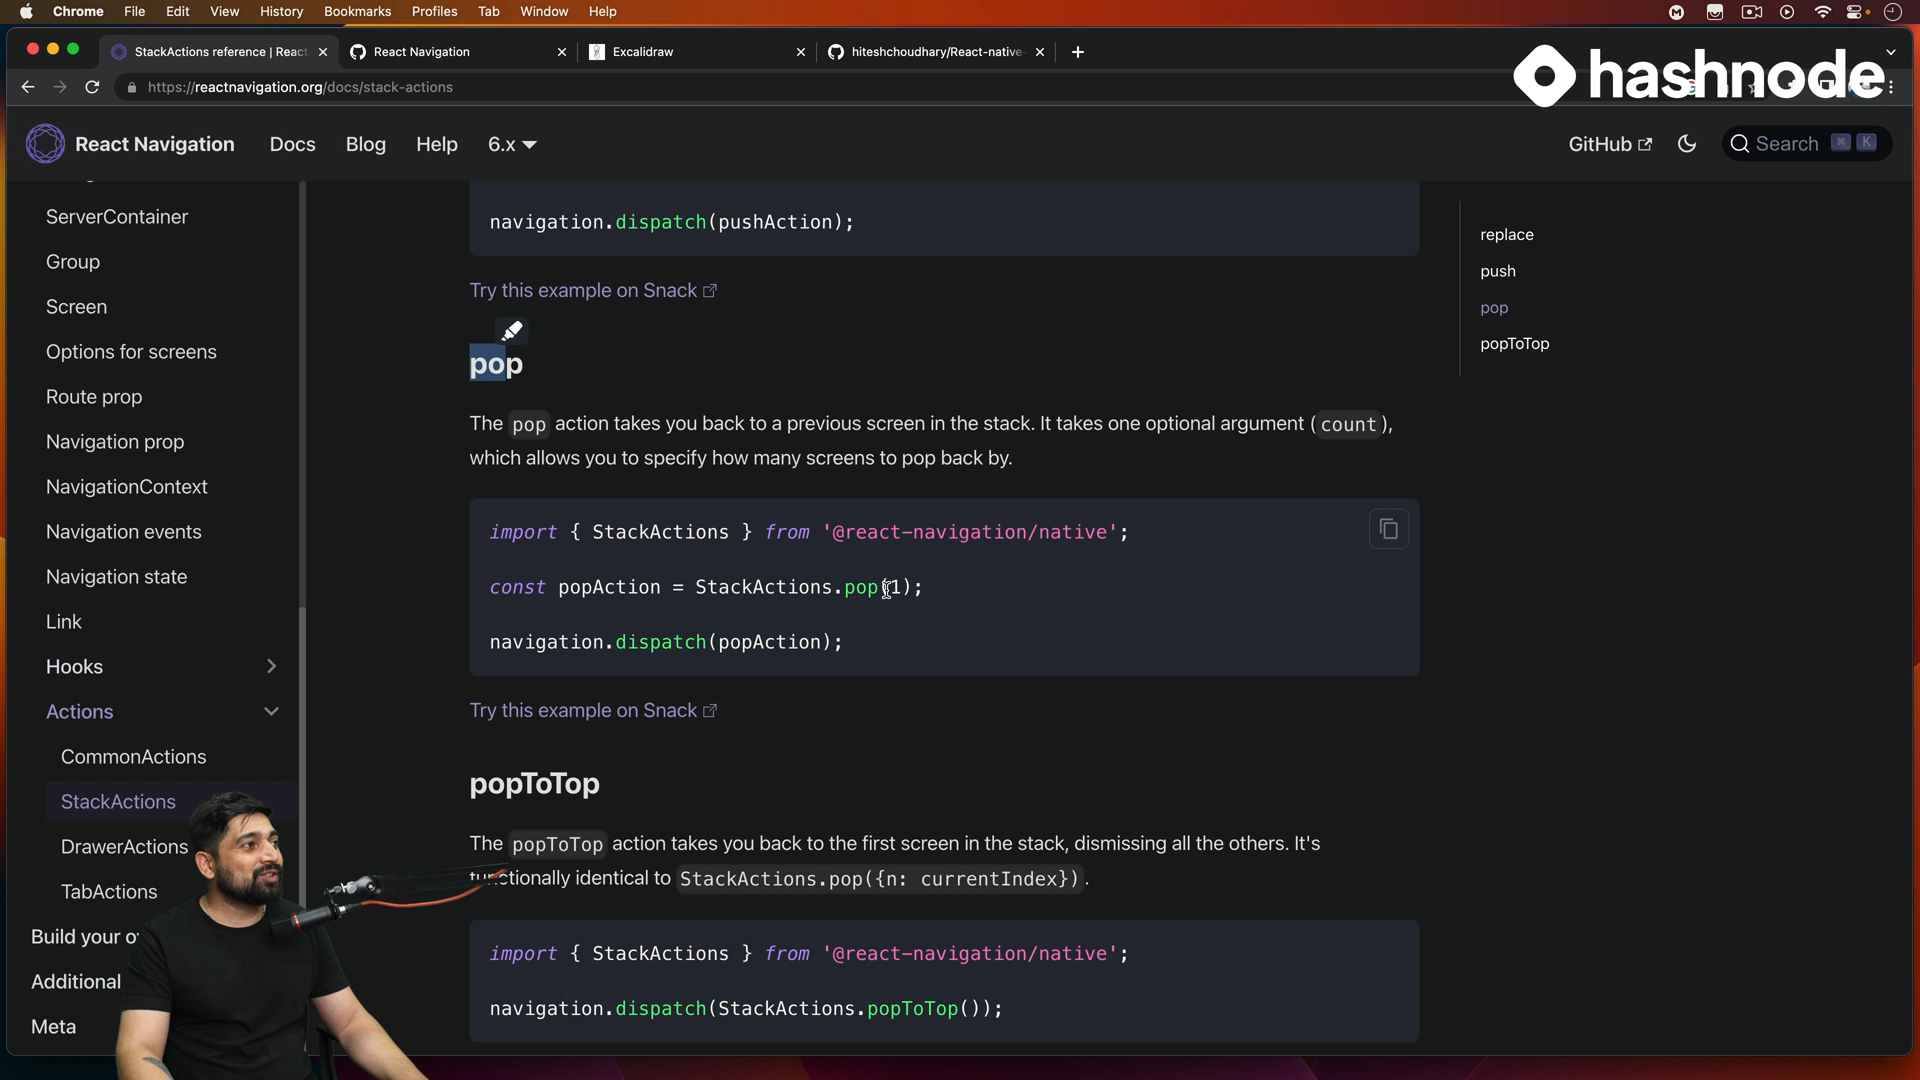 Chrome File Edit View History Bookmarks Profiles Tab Window Help
StackActions reference | React
React Navigation
Excalidraw
hiteshchoudhary/React-native-
https://reactnavigation.org/docs/stack-actions
hashnode
React Navigation Docs Blog Help 6.x GitHub Search ⌘ K
ServerContainer
Group
Screen
Options for screens
Route prop
Navigation prop
NavigationContext
Navigation events
Navigation state
Link
Hooks
Actions
CommonActions
StackActions
DrawerActions
TabActions
Build your o
Additional
Meta
navigation.dispatch(pushAction);
Try this example on Snack
pop
The pop action takes you back to a previous screen in the stack. It takes one optional argument (count),
which allows you to specify how many screens to pop back by.
import { StackActions } from '@react-navigation/native';
const popAction = StackActions.pop(1);
navigation.dispatch(popAction);
Try this example on Snack
popToTop
The popToTop action takes you back to the first screen in the stack, dismissing all the others. It's
functionally identical to StackActions.pop({n: currentIndex}).
import { StackActions } from '@react-navigation/native';
navigation.dispatch(StackActions.popToTop());
replace
push
pop
popToTop